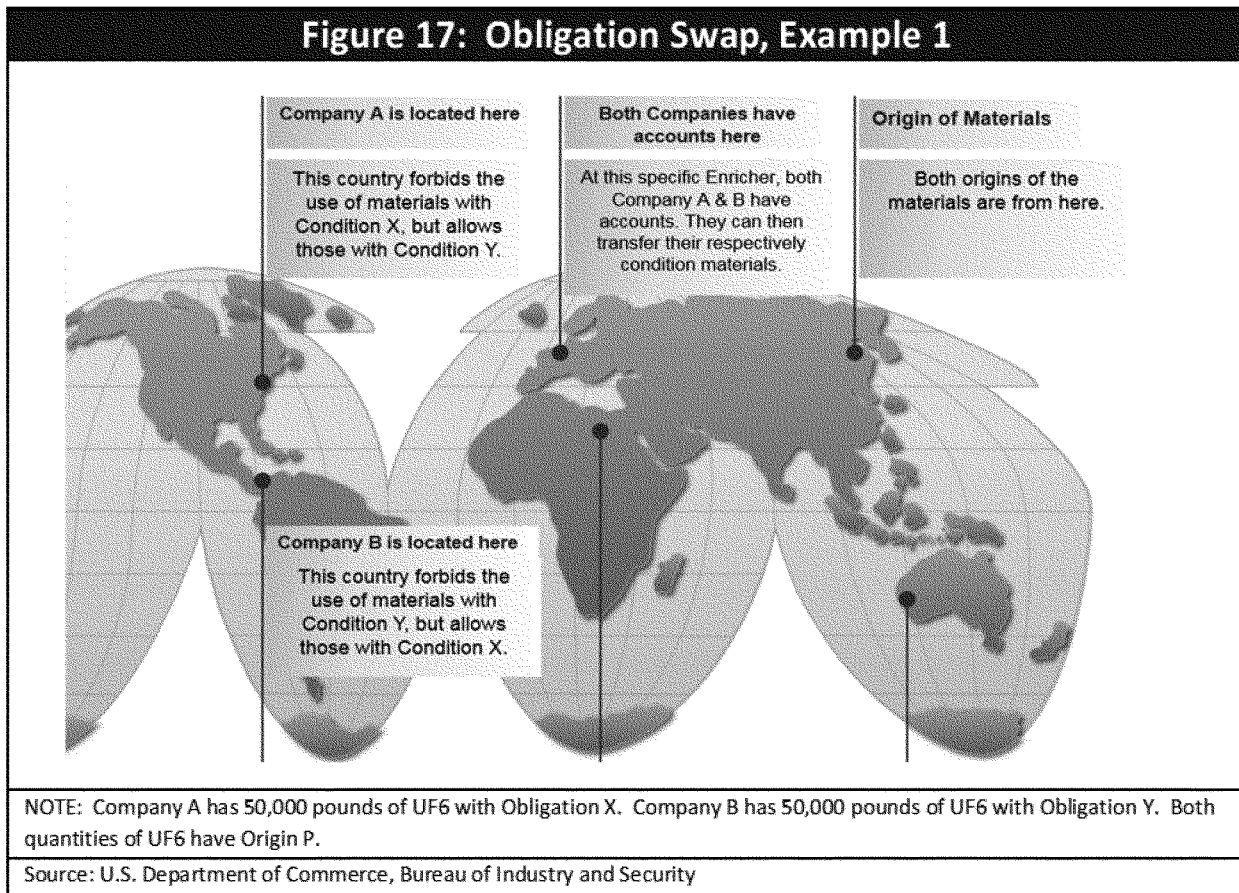 Figure 17: Obligation Swap, Example 1
Company A is located here
This country forbids the
use of materials with
Condition X, but allows
those with Condition Y.
Both Companies have
accounts here
At this specific Enricher, both
Company A & B have
accounts. They can then
transfer their respectively
condition materials.
Origin of Materials
Both origins of the
materials are from here.
Company B is located here
This country forbids the
use of materials with
Condition Y, but allows
those with Condition X.
NOTE: Company A has 50,000 pounds of UF6 with Obligation X. Company B has 50,000 pounds of UF6 with Obligation Y. Both
quantities of UF6 have Origin P.
Source: U.S. Department of Commerce, Bureau of Industry and Security